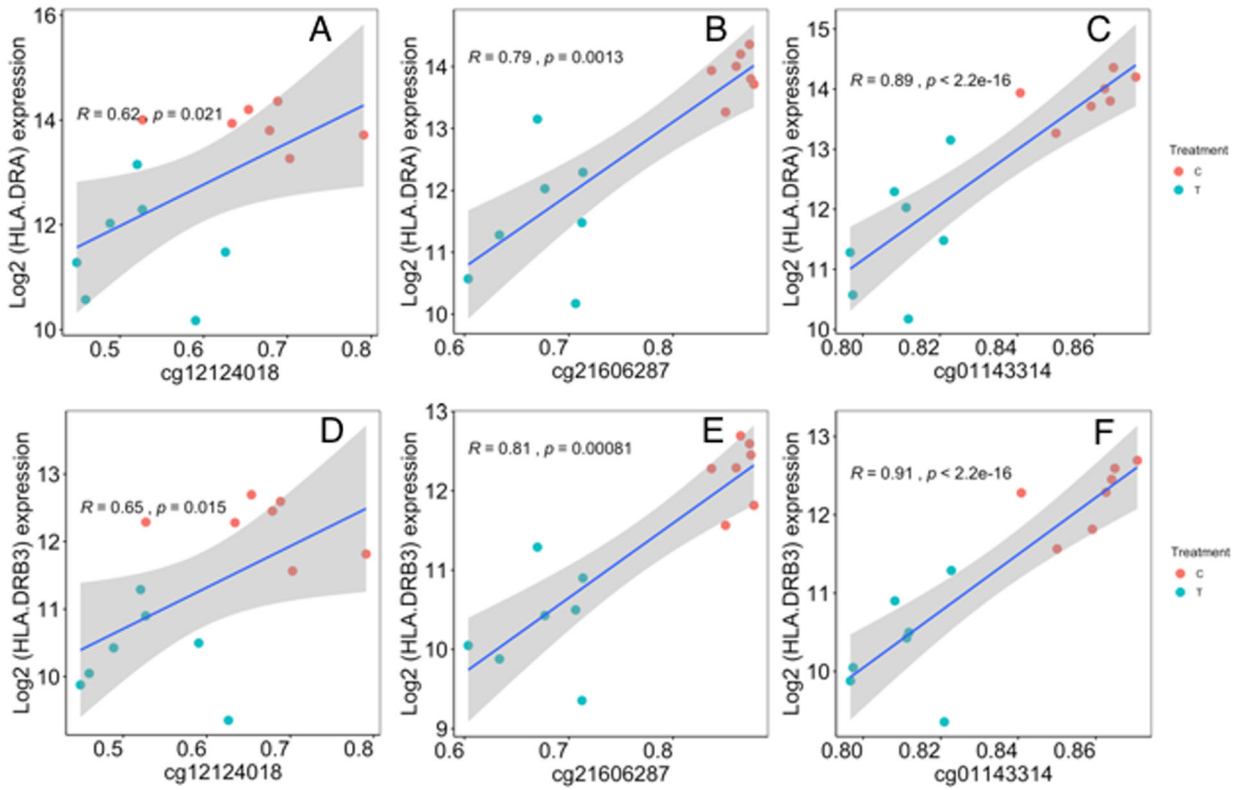 A
Log2 (HLA.DRA) expression
16
14
12
10
R = 0.62, p = 0.021
0.5 0.6 0.7 0.8
cg12124018
B
Log2 (HLA.DRA) expression
14
13
12
11
10
R = 0.79 , p = 0.0013
0.6 0.7 0.8
cg21606287
C
Log2 (HLA.DRA) expression
15
14
13
12
11
10
R = 0.89 , p < 2.2e-16
0.80 0.82 0.84 0.86
cg01143314
Treatment
C
T
D
Log2 (HLA.DRB3) expression
13
12
11
10
R = 0.65 , p = 0.015
0.5 0.6 0.7 0.8
cg12124018
E
Log2 (HLA.DRB3) expression
13
12
11
10
9
R = 0.81 , p = 0.00081
0.6 0.7 0.8
cg21606287
F
Log2 (HLA.DRB3) expression
13
12
11
10
R = 0.91 , p < 2.2e-16
0.80 0.82 0.84 0.86
cg01143314
Treatment
C
T